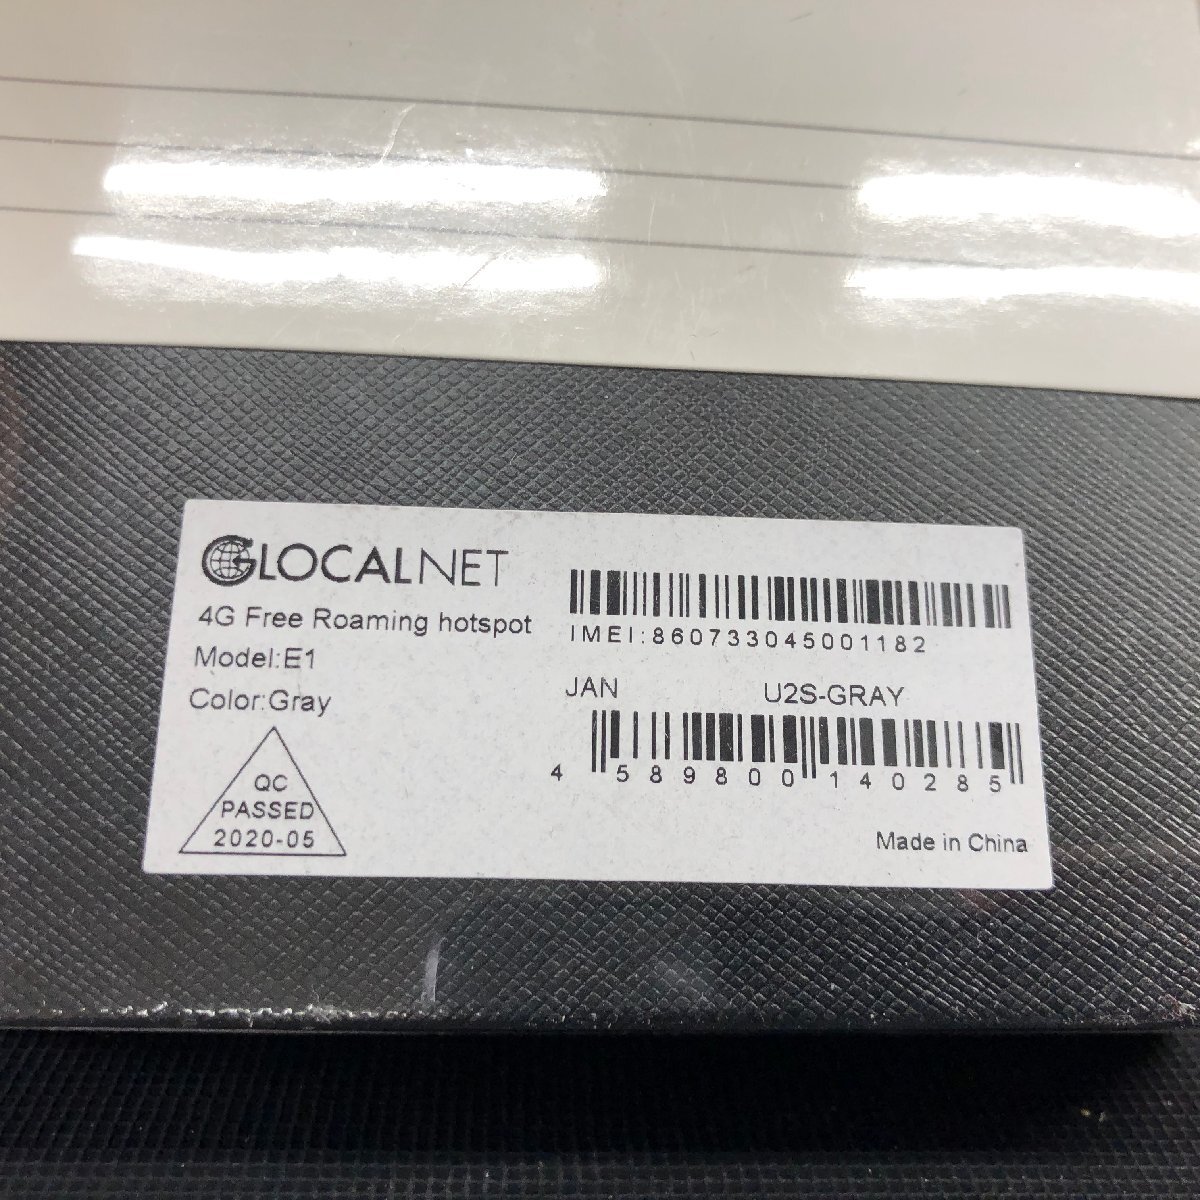 GLOCALNET
4G Free Roaming hotspot
Model:E1
Color:Gray
QC
PASSED
2020-05
IMEI:860733045001182
JAN U2S-GRAY
4 589800 140285
Made in China